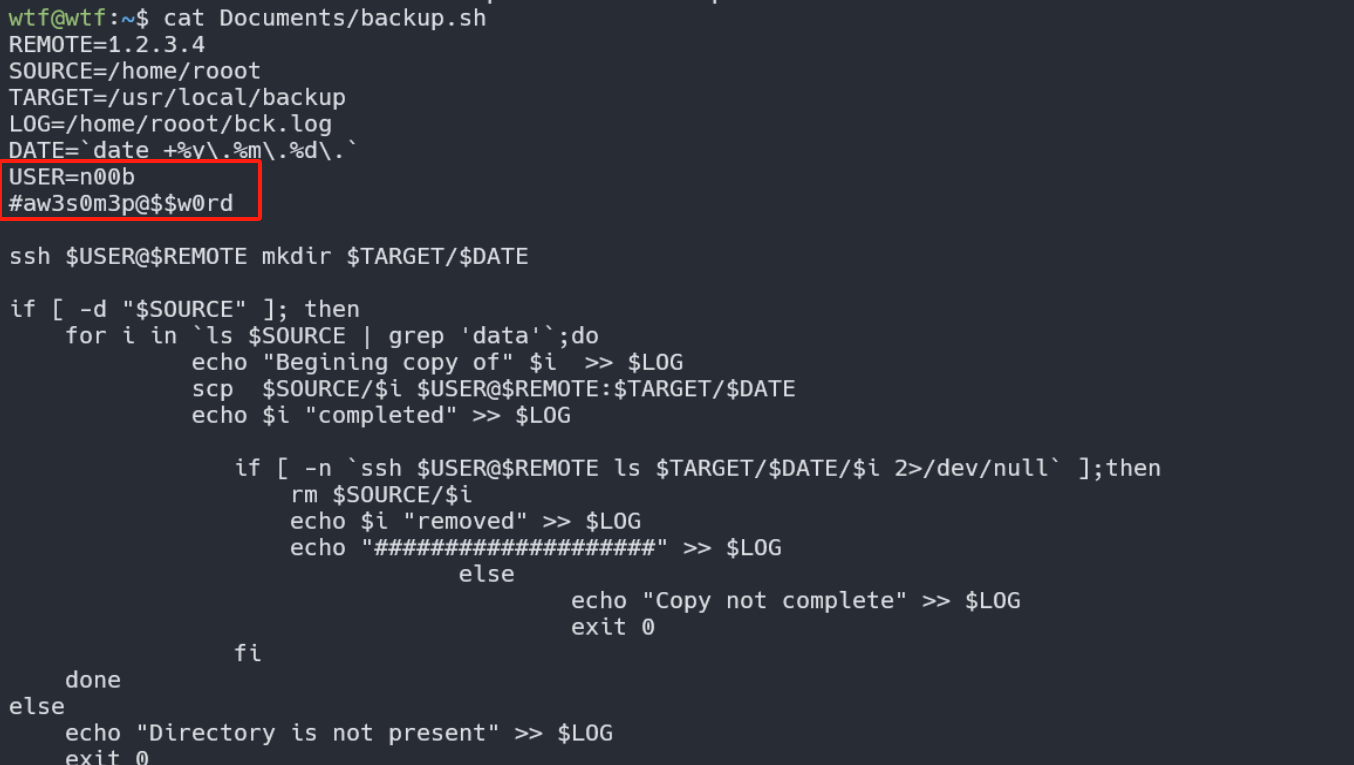 wtf@wtf:~$ cat Documents/backup.sh
REMOTE=1.2.3.4
SOURCE=/home/rooot
TARGET=/usr/local/backup
LOG=/home/rooot/bck.log
DATE=`date +%y\.%m\.%d\.`
USER=n00b
#aw3s0m3p@$$w0rd
ssh $USER@$REMOTE mkdir $TARGET/$DATE
if [ -d "$SOURCE" ]; then
for i in `ls $SOURCE | grep 'data'`;do
echo "Begining copy of" $i  >> $LOG
scp  $SOURCE/$i $USER@$REMOTE:$TARGET/$DATE
echo $i "completed" >> $LOG
if [ -n `ssh $USER@$REMOTE ls $TARGET/$DATE/$i 2>/dev/null` ];then
rm $SOURCE/$i
echo $i "removed" >> $LOG
echo "####################" >> $LOG
else
echo "Copy not complete" >> $LOG
exit 0
fi
done
else
echo "Directory is not present" >> $LOG
exit 0